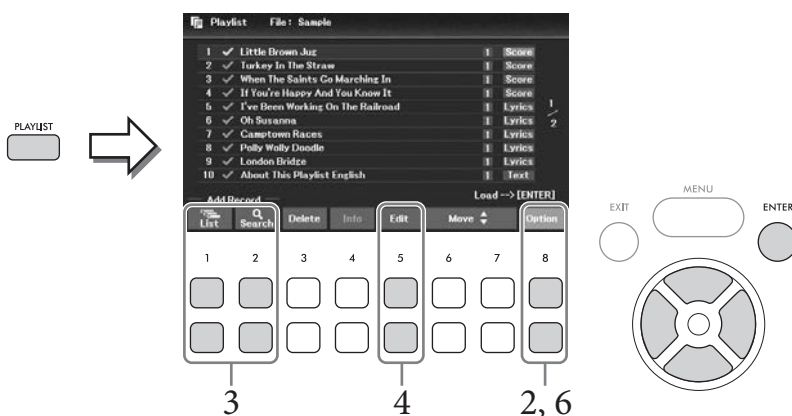 Playlist File: Sample
1 ✓ Little Brown Jug 1 Score
2 ✓ Turkey In The Straw 1 Score
3 ✓ When The Saints Go Marching In 1 Score
4 ✓ If You're Happy And You Know It 1 Score
5 ✓ I've Been Working On The Railroad 1 Lyrics
6 ✓ Oh Susanna 1 Lyrics
7 ✓ Camptown Races 1 Lyrics
8 ✓ Polly Wolly Doodle 1 Lyrics
9 ✓ London Bridge 1 Lyrics
10 ✓ About This Playlist English 1 Text
1/2
PLAYLIST
Add Record Load -->[ENTER]
List Search Delete Info Edit Move Option
MENU
EXIT ENTER
1 2 3 4 5 6 7 8
3 4 2, 6